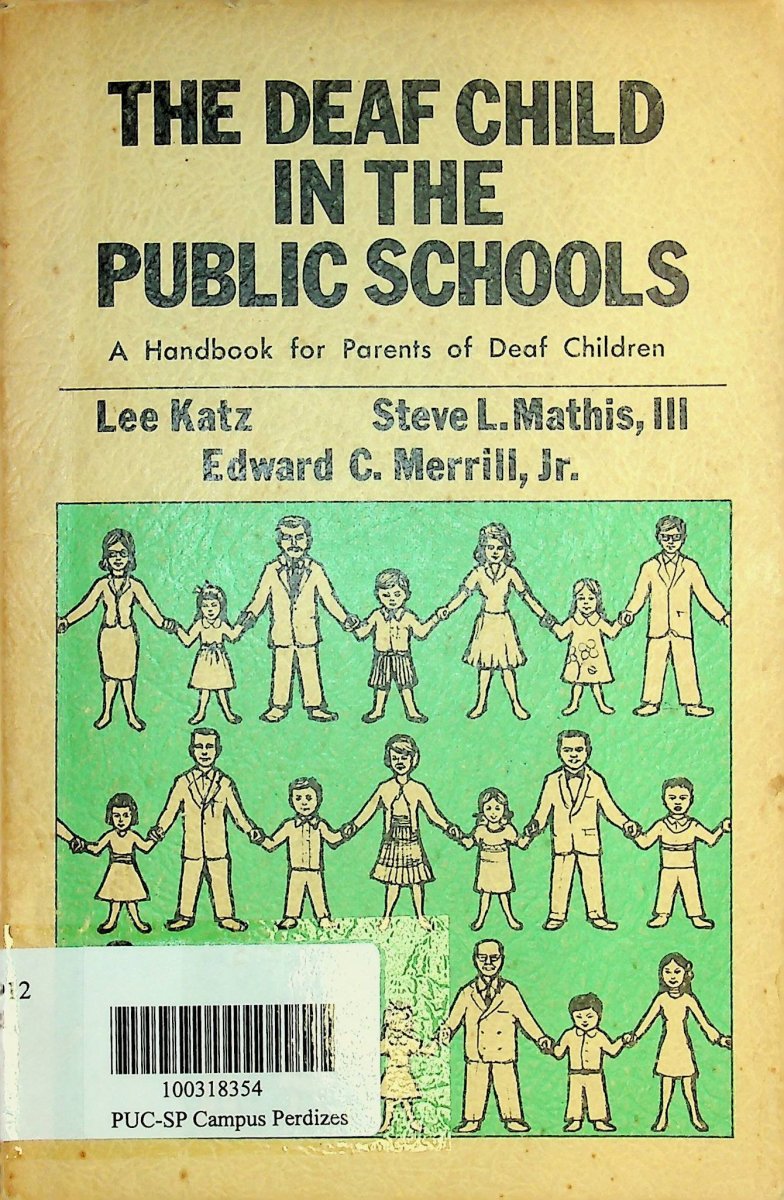 THE DEAF CHILD
IN THE
PUBLIC SCHOOLS
A Handbook for Parents of Deaf Children
Lee Katz Steve L. Mathis, III
Edward C. Merrill, Jr.
12
100318354
PUC-SP Campus Perdizes